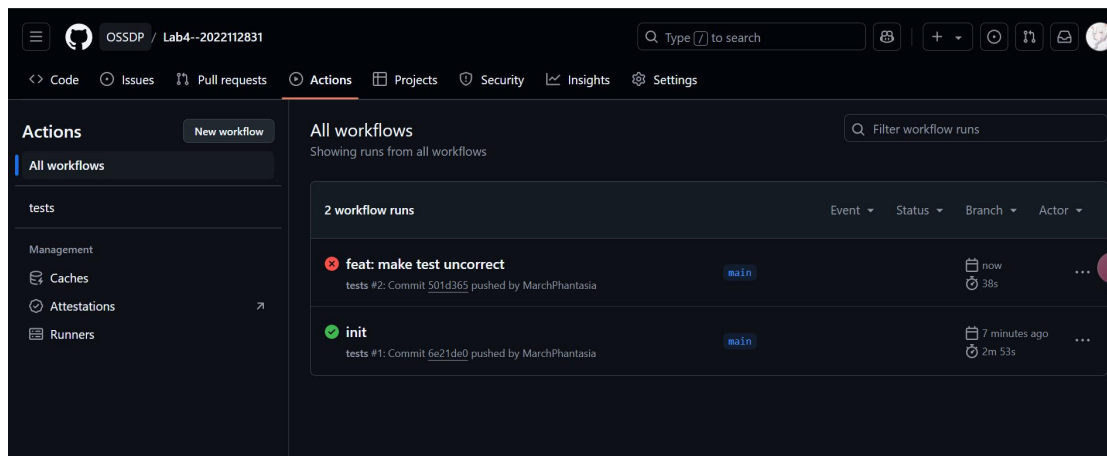 OSSDP / Lab4--2022112831
Type / to search
<> Code Issues Pull requests Actions Projects Security Insights Settings
Actions
New workflow
All workflows
tests
Management
Caches
Attestations
Runners
All workflows
Showing runs from all workflows
Filter workflow runs
2 workflow runs
Event Status Branch Actor
feat: make test uncorrect
tests #2: Commit 501d365 pushed by MarchPhantasia
main
now
38s
init
tests #1: Commit 6e21de0 pushed by MarchPhantasia
main
7 minutes ago
2m 53s